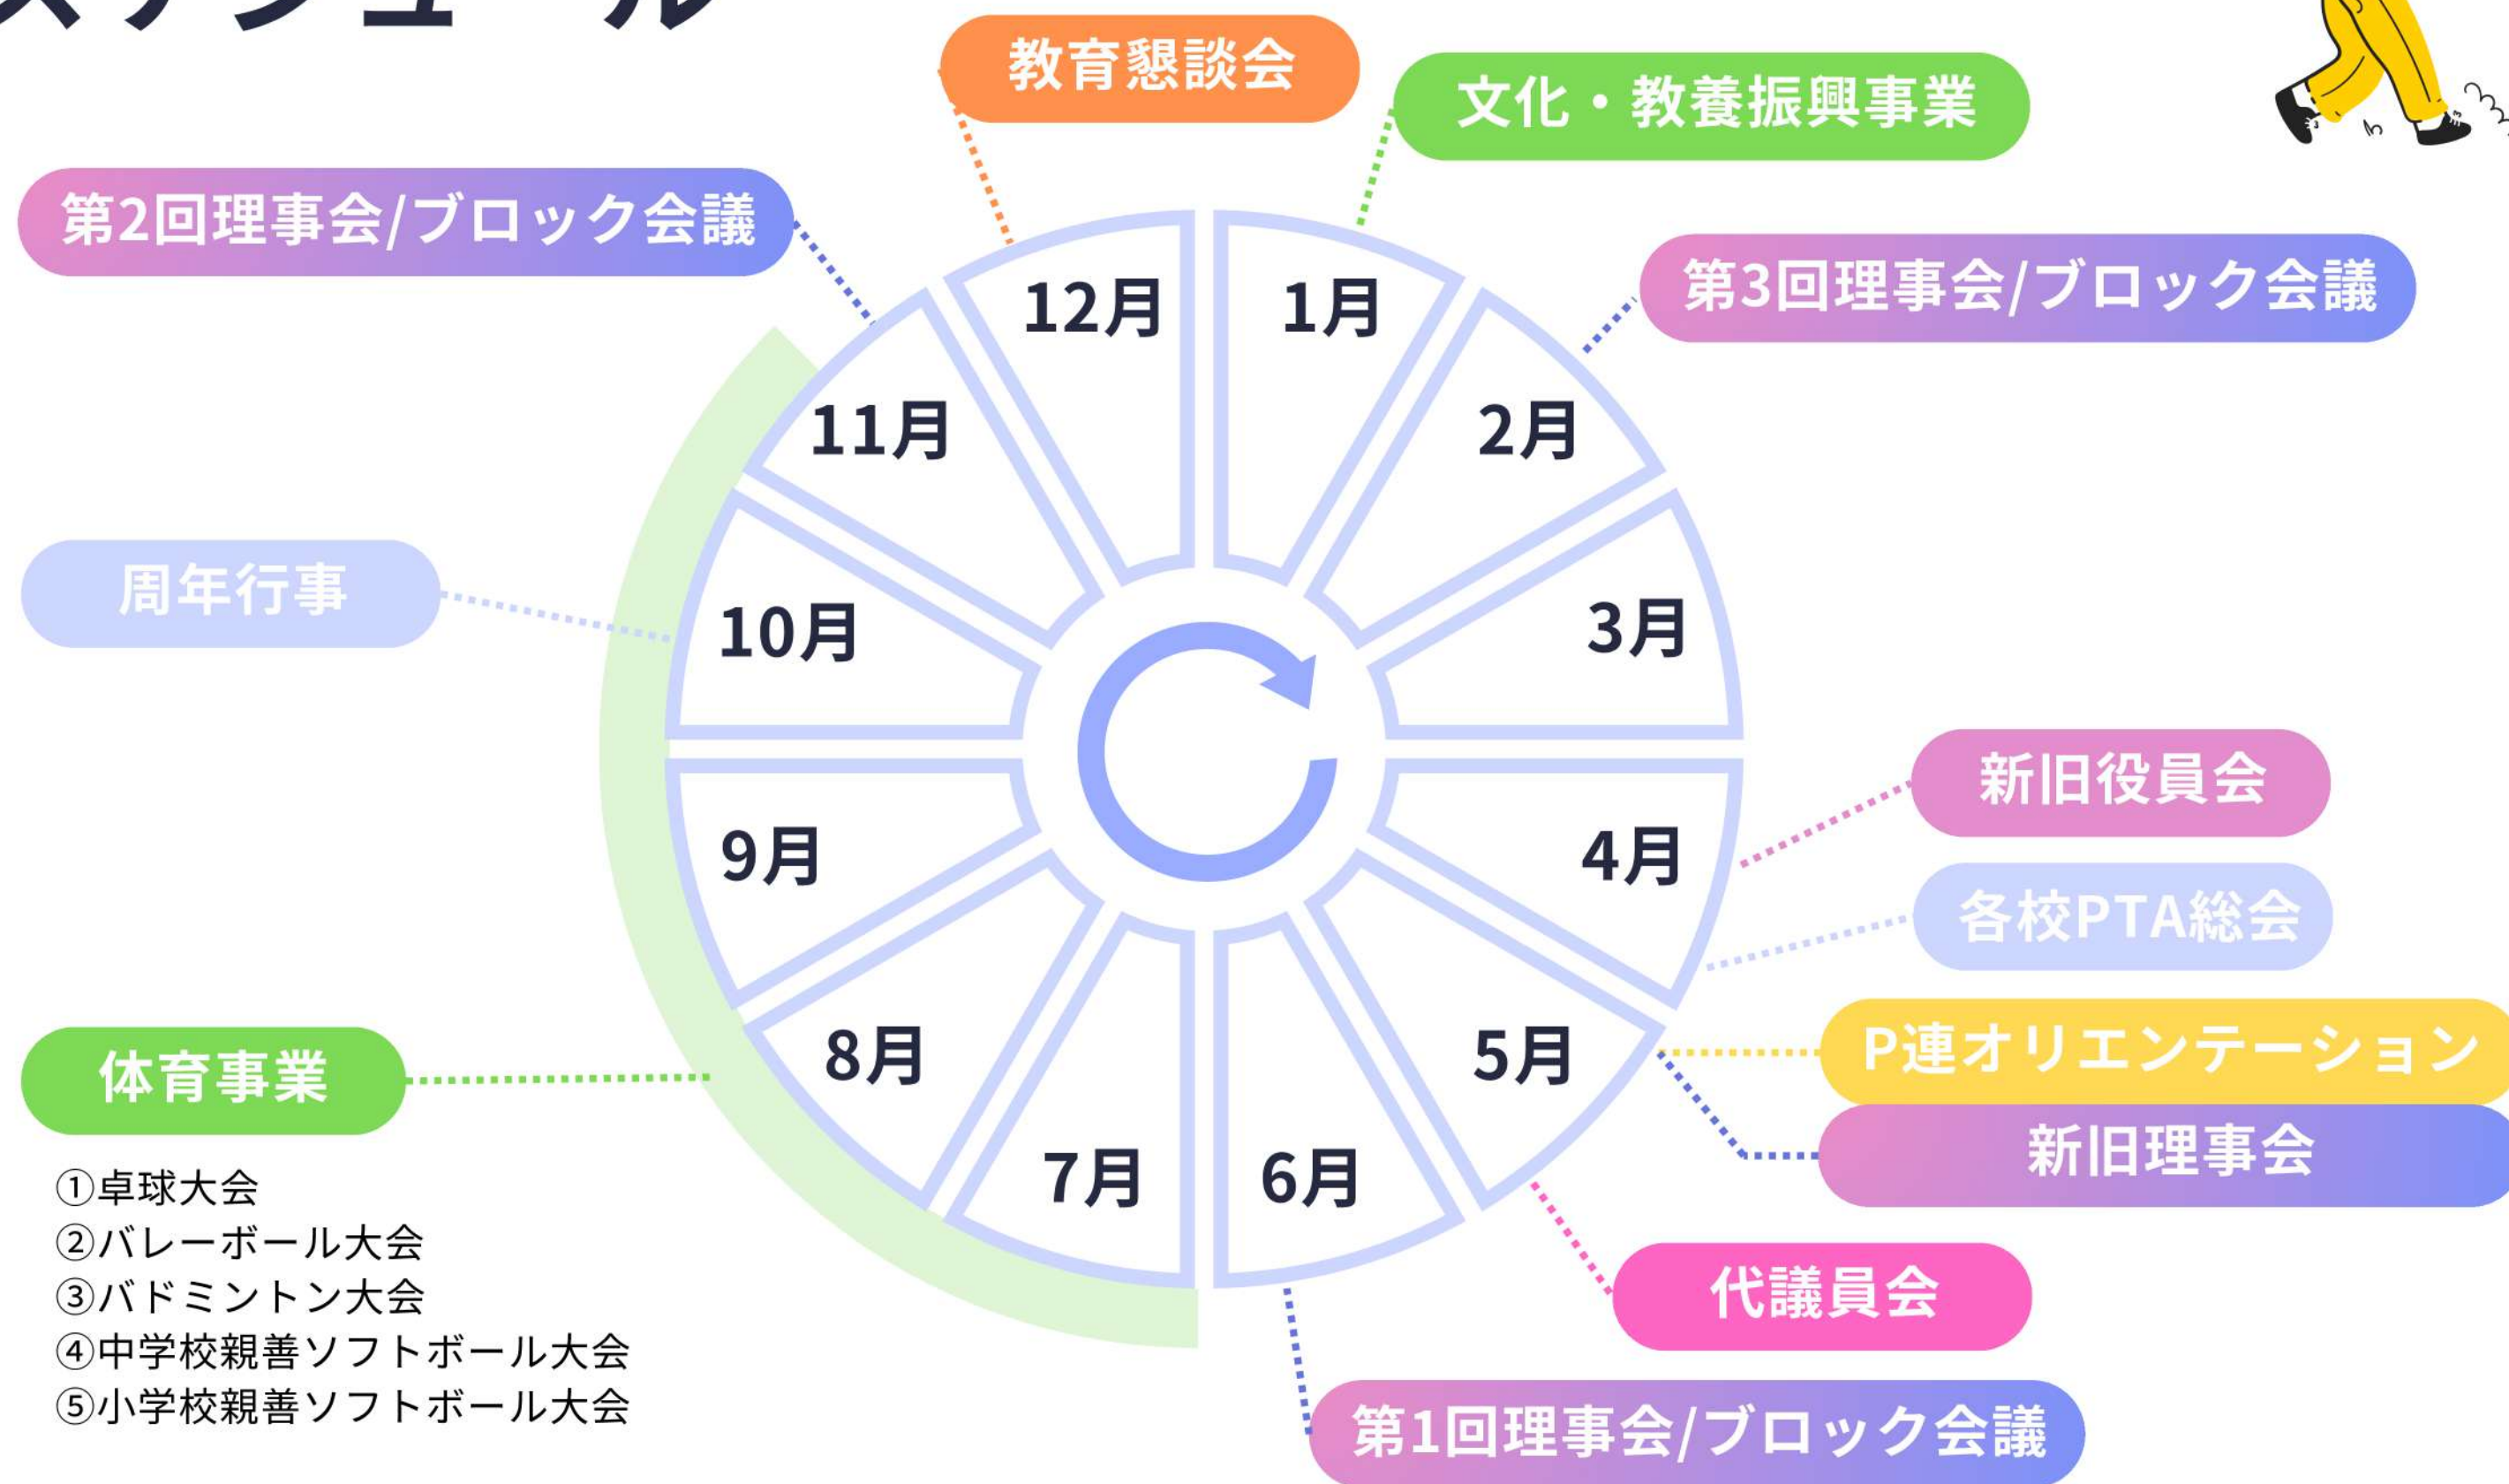 教育懇談会
文化・教養振興事業
第2回理事会/ブロック会議
第3回理事会/ブロック会議
12月
1月
11月
2月
10月
3月
周年行事
9月
4月
新旧役員会
各校PTA総会
8月
5月
P連オリエンテーション
新旧理事会
体育事業
7月
6月
①卓球大会
②バレーボール大会
③バドミントン大会
④中学校親善ソフトボール大会
⑤小学校親善ソフトボール大会
代議員会
第1回理事会/ブロック会議